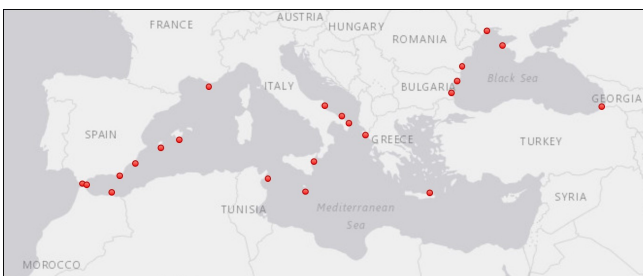 AUSTRIA
FRANCE
HUNGARY
ROMANIA
ITALY
BULGARIA
Black Sea
GEORGIA
SPAIN
GREECE
TURKEY
SYRIA
TUNISIA
Mediterranean
Sea
MOROCCO